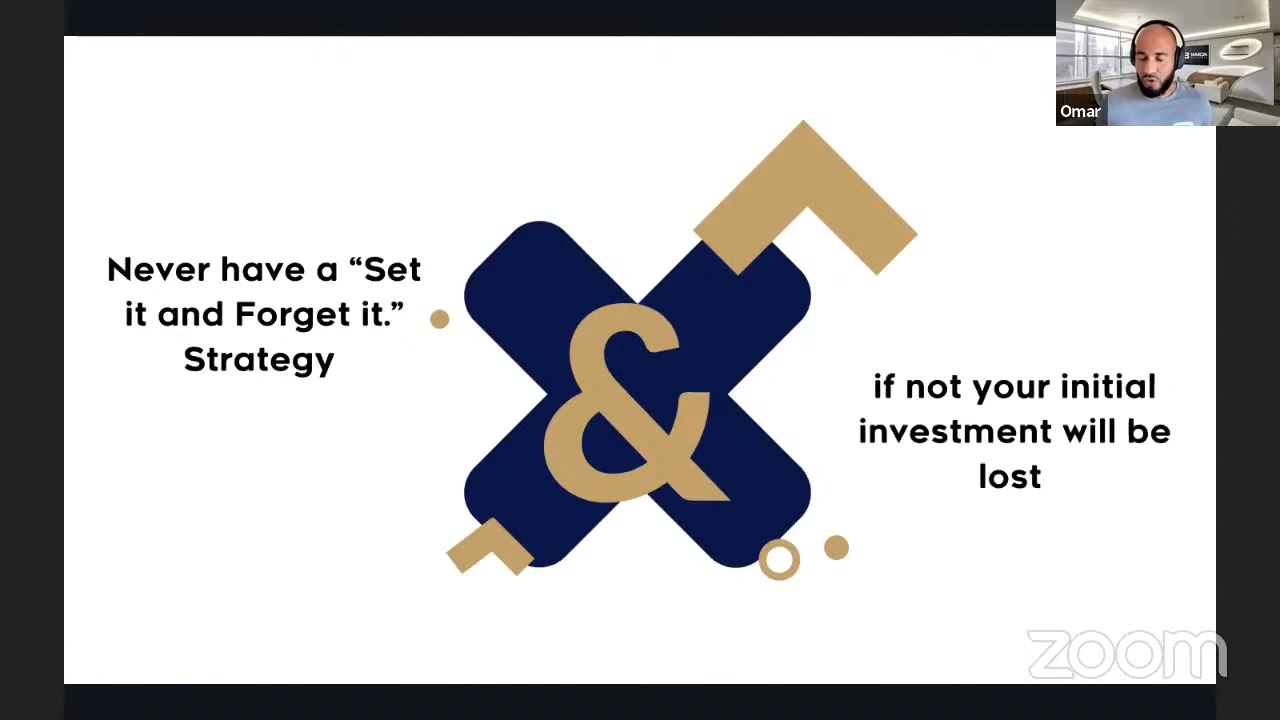 Omar
Never have a “Set
it and Forget it.”
Strategy
&
if not your initial
investment will be
lost
zoom